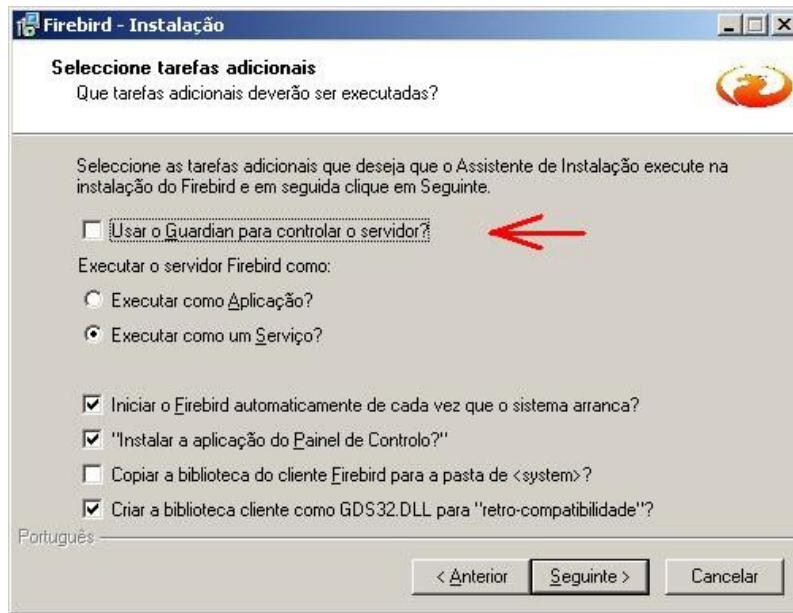 Firebird - Instalação
Seleccione tarefas adicionais
Que tarefas adicionais deverão ser executadas?
Seleccione as tarefas adicionais que deseja que o Assistente de Instalação execute na
instalação do Firebird e em seguida clique em Seguinte.
Usar o Guardian para controlar o servidor?
Executar o servidor Firebird como:
Executar como Aplicação?
Executar como um Serviço?
Iniciar o Firebird automaticamente de cada vez que o sistema arranca?
"Instalar a aplicação do Painel de Controlo?"
Copiar a biblioteca do cliente Firebird para a pasta de <system>?
Criar a biblioteca cliente como GDS32.DLL para "retro-compatibilidade"?
Português
< Anterior Seguinte > Cancelar